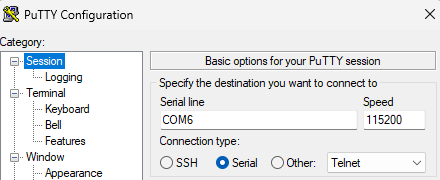 PuTTY Configuration
Category:
Session
Logging
Terminal
Keyboard
Bell
Features
Window
Appearance
Basic options for your PuTTY session
Specify the destination you want to connect to
Serial line Speed
COM6 115200
Connection type:
SSH Serial Other: Telnet